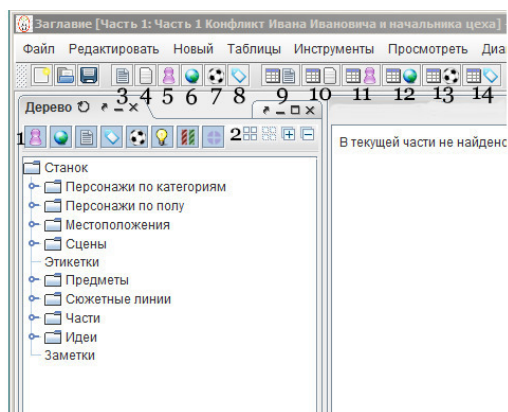 Заглавие [Часть 1: Часть 1 Конфликт Ивана Ивановича и начальника цеха]
Файл Редактировать Новый Таблицы Инструменты Просмотреть
3 4 5 6 7 8 9 10 11 12 13 14
Дерево
1 2
В текущей части не найдено
Станок
Персонажи по категориям
Персонажи по полу
Местоположения
Сцены
Этикетки
Предметы
Сюжетные линии
Части
Идеи
Заметки